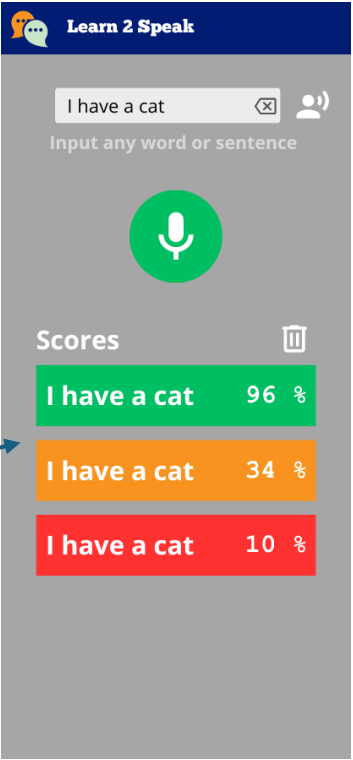 Learn 2 Speak
I have a cat
Input any word or sentence
Scores
I have a cat 96 %
I have a cat 34 %
I have a cat 10 %